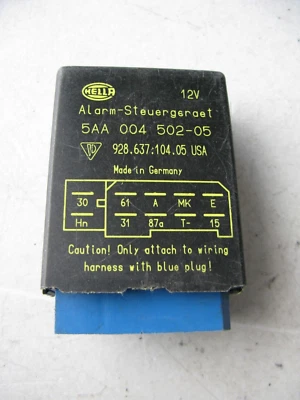 HELLA
12V
Alarm-Steuergeraet
5AA 004 502-05
928.637.104.05 USA
Made in Germany
30 61 A MK E
Hn 31 87a T- 15
Caution! Only attach to wiring
harness with blue plug!